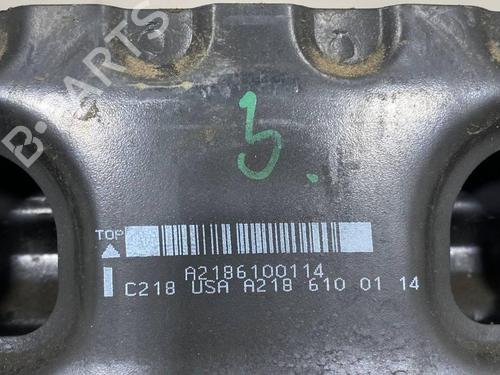 B-PARTS
3.
TOP
A2186100114
C218 USA A218 610 01 14